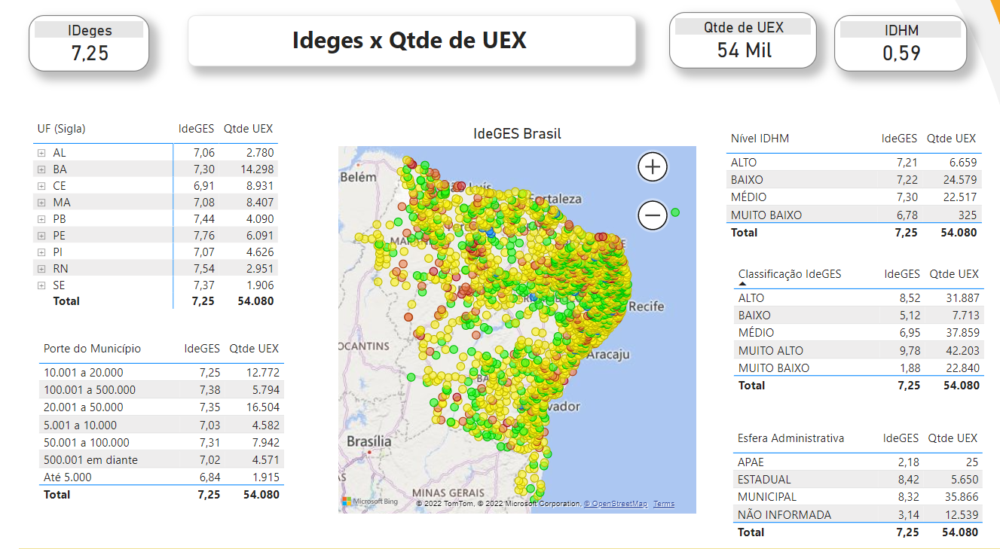 IDeges
7,25
Ideges x Qtde de UEX
Qtde de UEX
54 Mil
IDHM
0,59
UF (Sigla) IdeGES Qtde UEX
AL 7,06 2.780
BA 7,30 14.298
CE 6,91 8.931
MA 7,08 8.407
PB 7,44 4.090
PE 7,76 6.091
PI 7,07 4.626
RN 7,54 2.951
SE 7,37 1.906
Total 7,25 54.080
Porte do Município IdeGES Qtde UEX
10.001 a 20.000 7,25 12.772
100.001 a 500.000 7,38 5.794
20.001 a 50.000 7,35 16.504
5.001 a 10.000 7,03 4.582
50.001 a 100.000 7,31 7.942
500.001 em diante 7,02 4.571
Até 5.000 6,84 1.915
Total 7,25 54.080
IdeGES Brasil
Belém
Luís
Fortaleza
Recife
OCANTINS
Aracaju
BA
vador
Brasília
MINAS GERAIS
Microsoft Bing
© 2022 TomTom, © 2022 Microsoft Corporation, © OpenStreetMap Terms
Nível IDHM IdeGES Qtde UEX
ALTO 7,21 6.659
BAIXO 7,22 24.579
MÉDIO 7,30 22.517
MUITO BAIXO 6,78 325
Total 7,25 54.080
Classificação IdeGES IdeGES Qtde UEX
ALTO 8,52 31.887
BAIXO 5,12 7.713
MÉDIO 6,95 37.859
MUITO ALTO 9,78 42.203
MUITO BAIXO 1,88 22.840
Total 7,25 54.080
Esfera Administrativa IdeGES Qtde UEX
APAE 2,18 25
ESTADUAL 8,42 5.650
MUNICIPAL 8,32 35.866
NÃO INFORMADA 3,14 12.539
Total 7,25 54.080